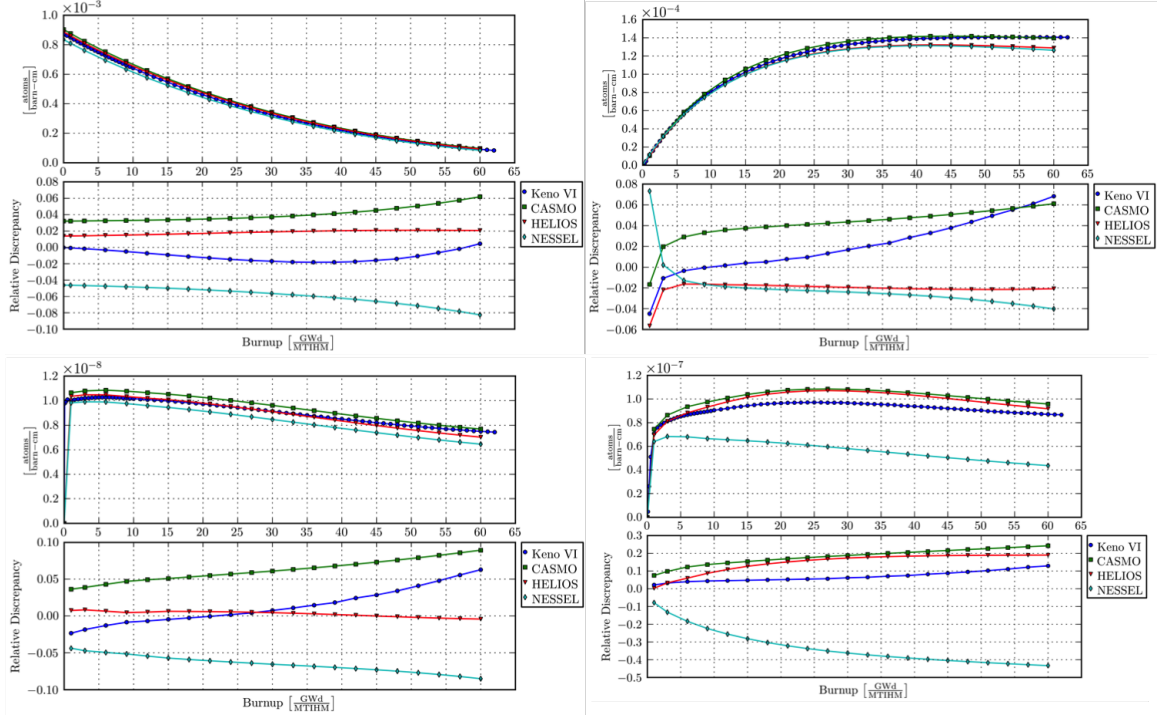 ×10⁻³
1.0
0.8
0.6
0.4
0.2
0.0
[atoms/barn−cm]
0 5 10 15 20 25 30 35 40 45 50 55 60 65
0.08
0.06
0.04
0.02
0.00
−0.02
−0.04
−0.06
−0.08
−0.10
Relative Discrepancy
Keno VI
CASMO
HELIOS
NESSEL
Burnup [GWd/MTIHM]
×10⁻⁴
1.6
1.4
1.2
1.0
0.8
0.6
0.4
0.2
0.0
[atoms/barn−cm]
0 5 10 15 20 25 30 35 40 45 50 55 60 65
0.08
0.06
0.04
0.02
0.00
−0.02
−0.04
−0.06
Relative Discrepancy
Keno VI
CASMO
HELIOS
NESSEL
Burnup [GWd/MTIHM]
×10⁻⁸
1.2
1.0
0.8
0.6
0.4
0.2
0.0
[atoms/barn−cm]
0 5 10 15 20 25 30 35 40 45 50 55 60 65
0.10
0.05
0.00
−0.05
−0.10
Relative Discrepancy
Keno VI
CASMO
HELIOS
NESSEL
Burnup [GWd/MTIHM]
×10⁻⁷
1.2
1.0
0.8
0.6
0.4
0.2
0.0
[atoms/barn−cm]
0 5 10 15 20 25 30 35 40 45 50 55 60 65
0.3
0.2
0.1
0.0
−0.1
−0.2
−0.3
−0.4
−0.5
Relative Discrepancy
Keno VI
CASMO
HELIOS
NESSEL
Burnup [GWd/MTIHM]